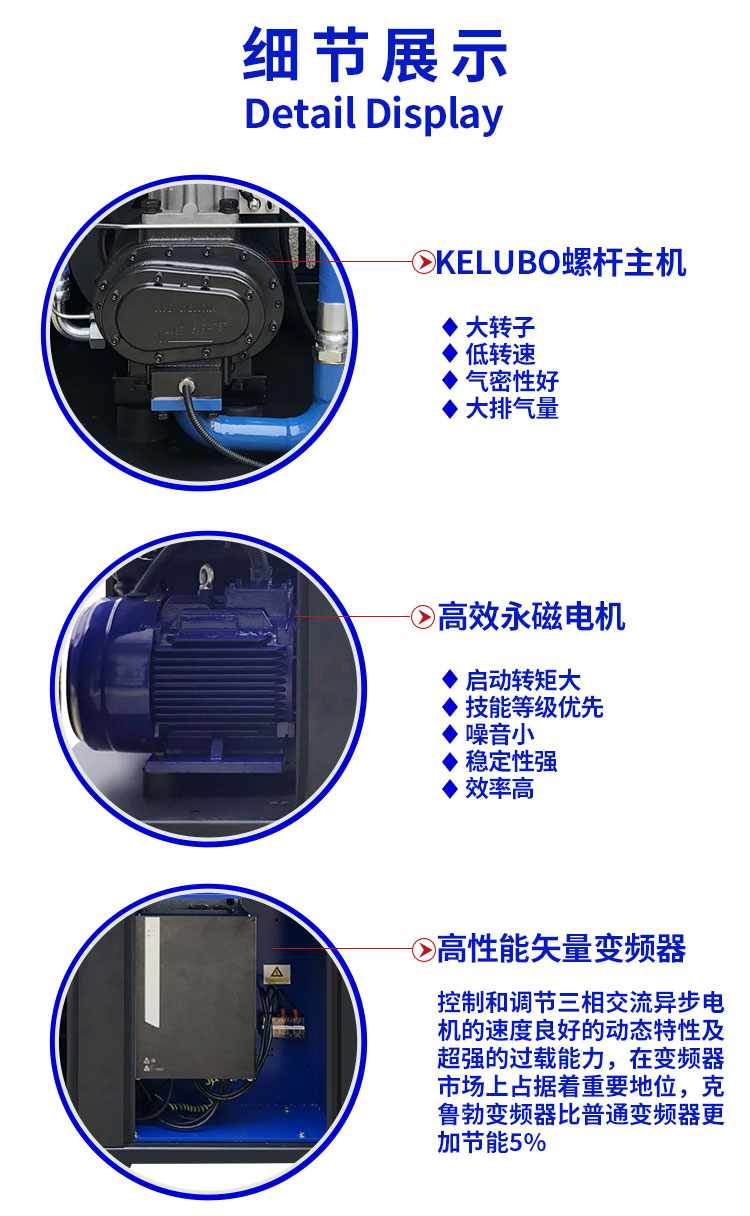 细节展示
Detail Display
KELUBO螺杆主机
♦ 大转子
♦ 低转速
♦ 气密性好
♦ 大排气量
高效永磁电机
♦ 启动转矩大
♦ 技能等级优先
♦ 噪音小
♦ 稳定性强
♦ 效率高
高性能矢量变频器
控制和调节三相交流异步电
机的速度良好的动态特性及
超强的过载能力，在变频器
市场上占据着重要地位，克
鲁勃变频器比普通变频器更
加节能5%